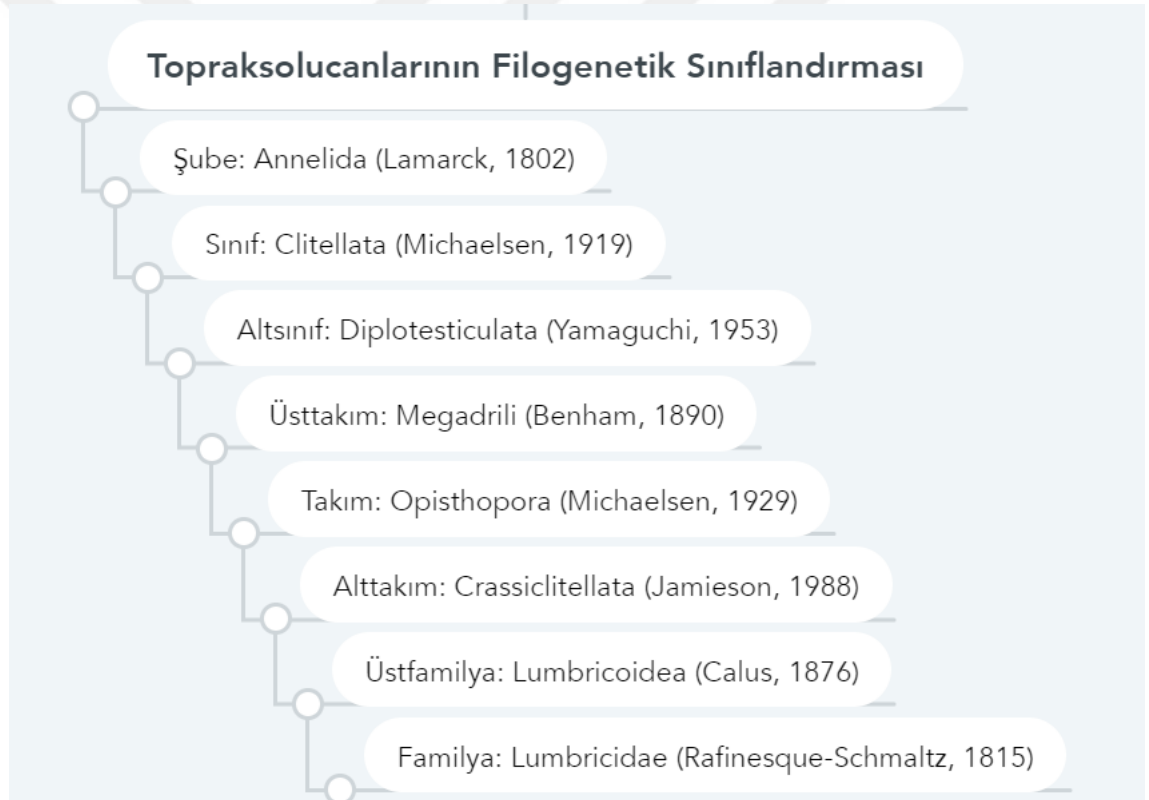 Topraksolucanlarının Filogenetik Sınıflandırması
Şube: Annelida (Lamarck, 1802)
Sınıf: Clitellata (Michaelsen, 1919)
Altsınıf: Diplotesticulata (Yamaguchi, 1953)
Üsttakım: Megadrili (Benham, 1890)
Takım: Opisthopora (Michaelsen, 1929)
Alttakım: Crassiclitellata (Jamieson, 1988)
Üstfamilya: Lumbricoidea (Calus, 1876)
Familya: Lumbricidae (Rafinesque-Schmaltz, 1815)